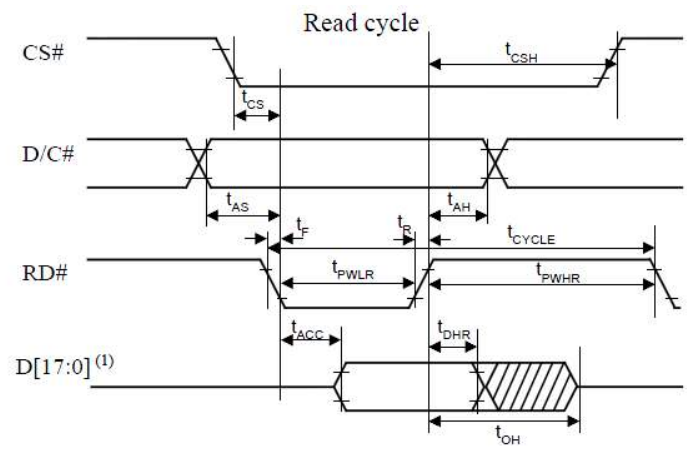 Read cycle
CS#
tCSH
tCS
D/C#
tAS
tF
tR
tAH
tCYCLE
RD#
tPWLR
tPWHR
tACC
tDHR
D[17:0] (1)
tOH